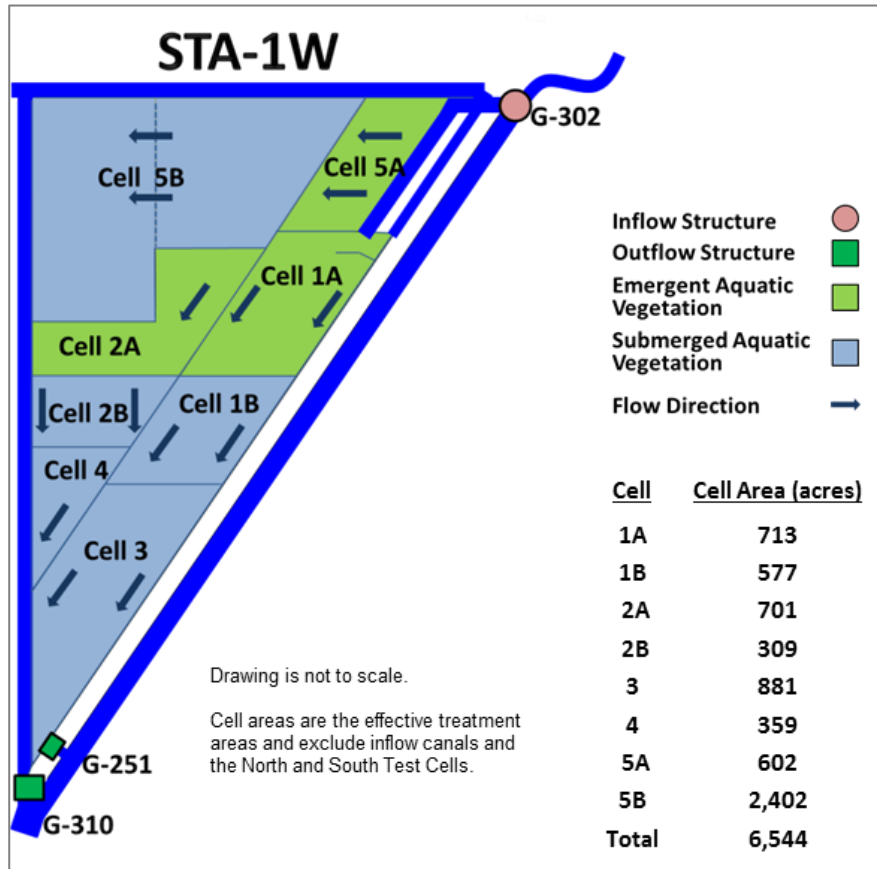 STA-1W
G-302
Cell 5A
Cell 5B
Cell 1A
Cell 2A
Cell 1B
Cell 2B
Cell 4
Cell 3
G-251
G-310
Inflow Structure
Outflow Structure
Emergent Aquatic
Vegetation
Submerged Aquatic
Vegetation
Flow Direction
Drawing is not to scale.
Cell areas are the effective treatment
areas and exclude inflow canals and
the North and South Test Cells.
Cell Cell Area (acres)
1A 713
1B 577
2A 701
2B 309
3 881
4 359
5A 602
5B 2,402
Total 6,544